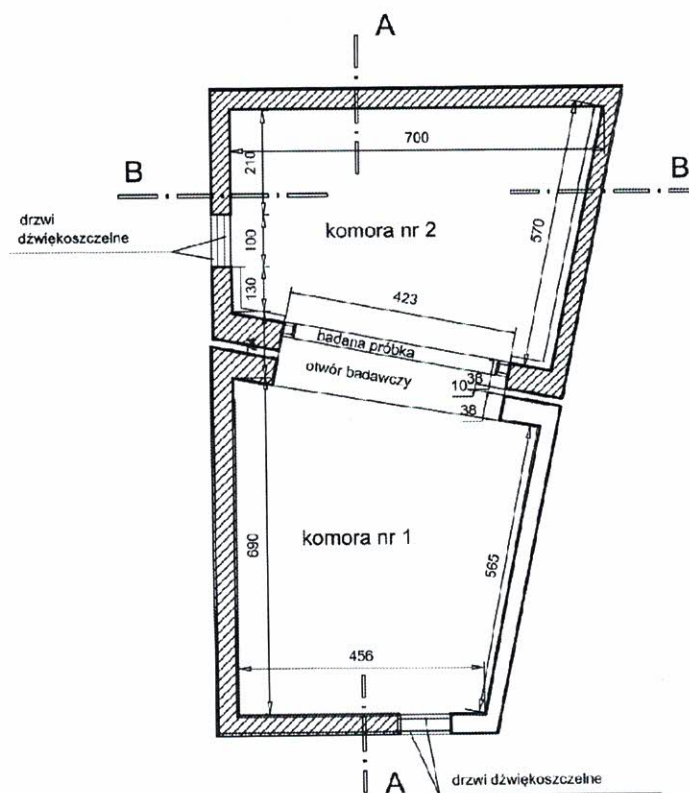 A
700
210
B
B
drzwi
dźwiękoszczelne
100
komora nr 2
570
130
423
badana próbka
otwór badawczy
36
10
38
komora nr 1
690
565
456
A
drzwi dźwiękoszczelne